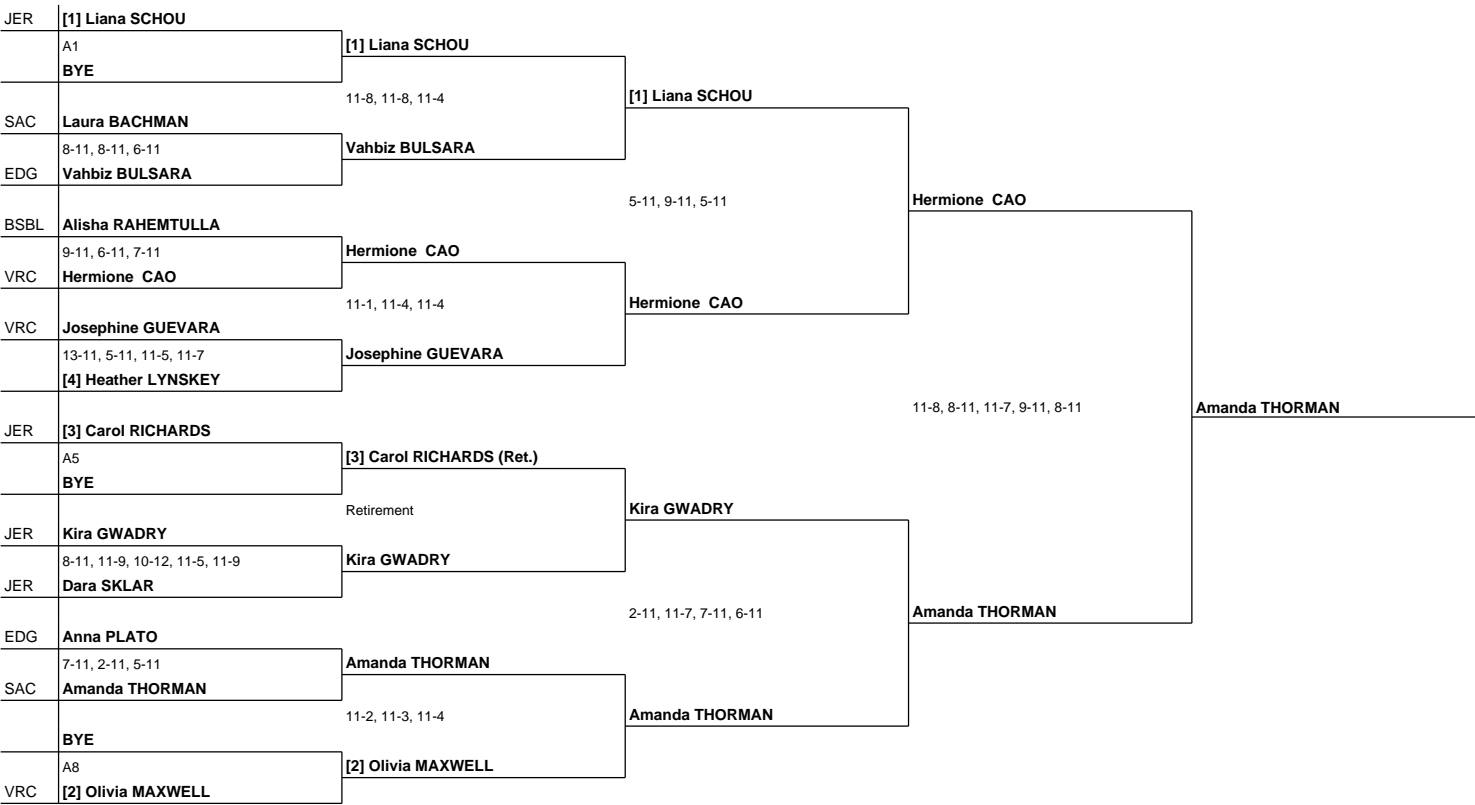 JER [1] Liana SCHOU
A1 [1] Liana SCHOU
BYE
11-8, 11-8, 11-4 [1] Liana SCHOU
SAC Laura BACHMAN
8-11, 8-11, 6-11 Vahbiz BULSARA
EDG Vahbiz BULSARA
5-11, 9-11, 5-11 Hermione CAO
BSBL Alisha RAHEMTULLA
9-11, 6-11, 7-11 Hermione CAO
VRC Hermione CAO
11-1, 11-4, 11-4 Hermione CAO
VRC Josephine GUEVARA
13-11, 5-11, 11-5, 11-7 Josephine GUEVARA
[4] Heather LYNSKEY
11-8, 8-11, 11-7, 9-11, 8-11 Amanda THORMAN
JER [3] Carol RICHARDS
A5 [3] Carol RICHARDS (Ret.)
BYE
Retirement Kira GWADRY
JER Kira GWADRY
8-11, 11-9, 10-12, 11-5, 11-9 Kira GWADRY
JER Dara SKLAR
2-11, 11-7, 7-11, 6-11 Amanda THORMAN
EDG Anna PLATO
7-11, 2-11, 5-11 Amanda THORMAN
SAC Amanda THORMAN
11-2, 11-3, 11-4 Amanda THORMAN
BYE
A8 [2] Olivia MAXWELL
VRC [2] Olivia MAXWELL